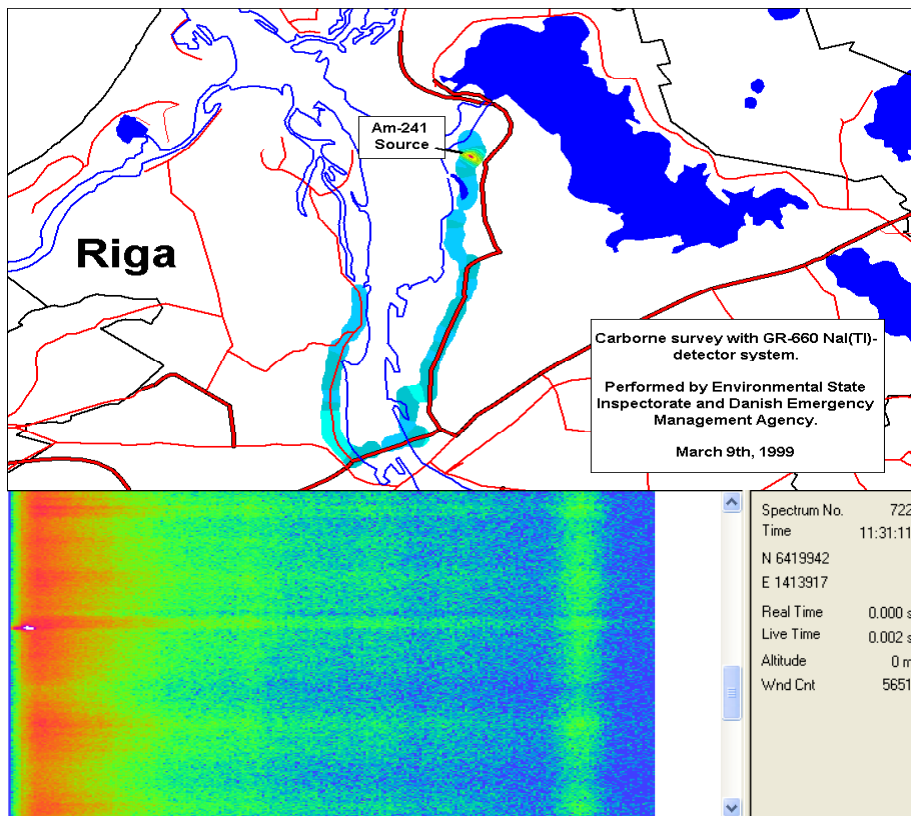 Am-241
Source
Riga
Carborne survey with GR-660 NaI(Tl)-
detector system.
Performed by Environmental State
Inspectorate and Danish Emergency
Management Agency.
March 9th, 1999
Spectrum No. 722
Time 11:31:11
N 6419942
E 1413917
Real Time 0.000 s
Live Time 0.002 s
Altitude 0 m
Wnd Cnt 5651